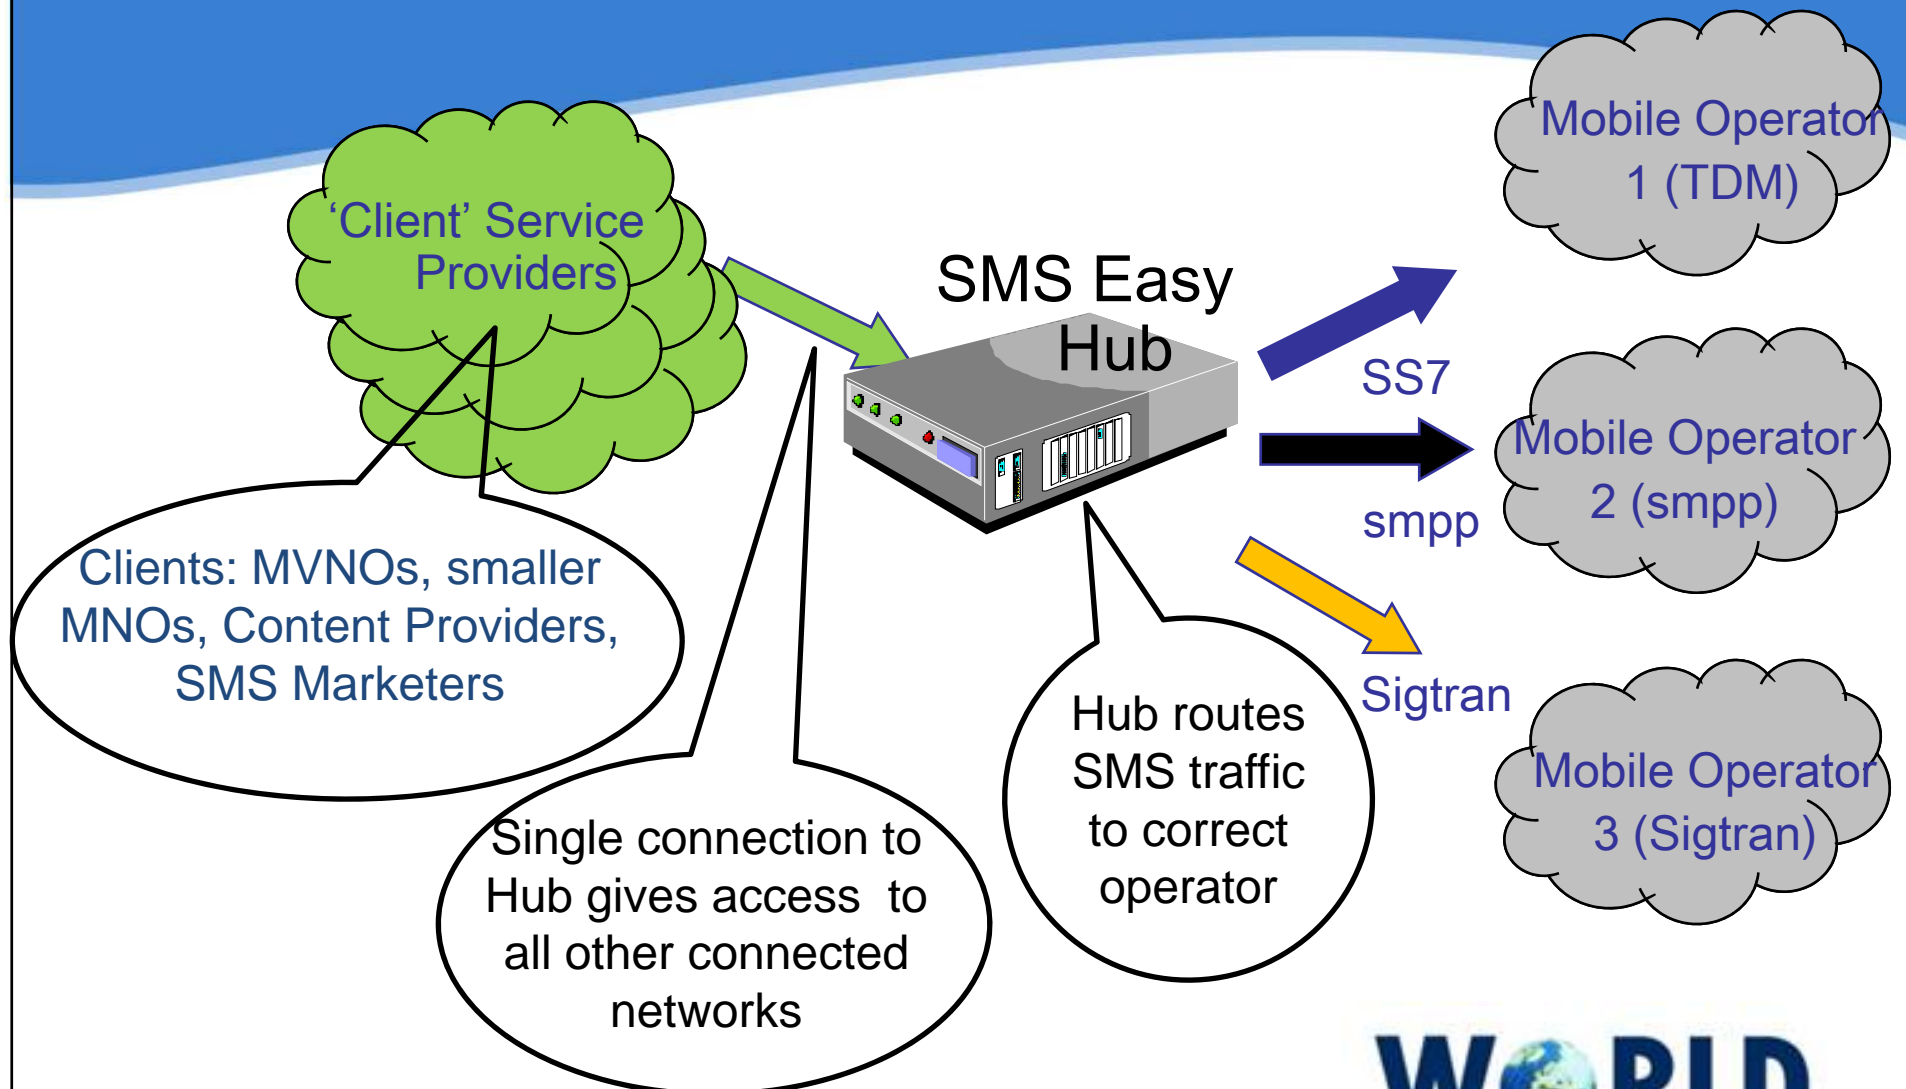 ‘Client’ Service
Providers
SMS Easy
Hub
Mobile Operator
1 (TDM)
SS7
Mobile Operator
2 (smpp)
smpp
Sigtran
Mobile Operator
3 (Sigtran)
Clients: MVNOs, smaller
MNOs, Content Providers,
SMS Marketers
Single connection to
Hub gives access to
all other connected
networks
Hub routes
SMS traffic
to correct
operator
WORLD